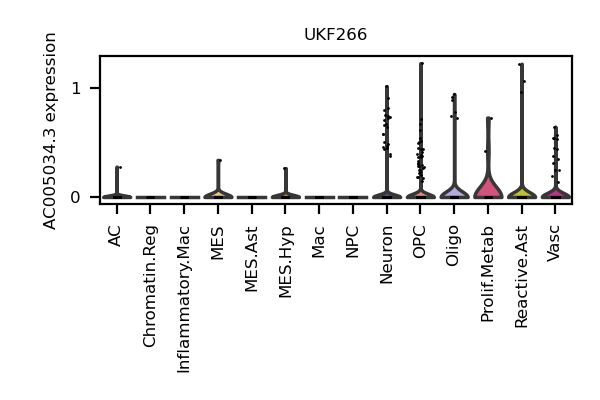 UKF266
AC005034.3 expression
1
0
AC
Chromatin.Reg
Inflammatory.Mac
MES
MES.Ast
MES.Hyp
Mac
NPC
Neuron
OPC
Oligo
Prolif.Metab
Reactive.Ast
Vasc